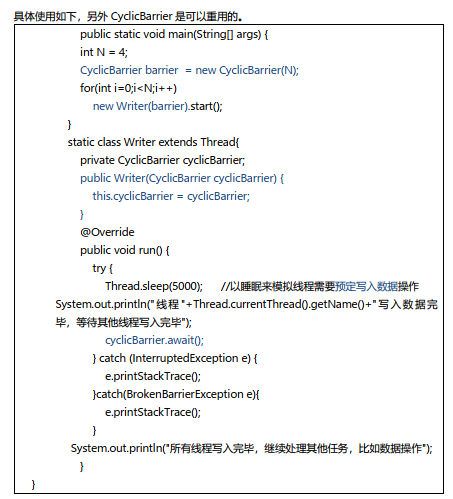 具体使用如下，另外 CyclicBarrier 是可以重用的。
public static void main(String[] args) {
int N = 4;
CyclicBarrier barrier  = new CyclicBarrier(N);
for(int i=0;i<N;i++)
new Writer(barrier).start();
}
static class Writer extends Thread{
private CyclicBarrier cyclicBarrier;
public Writer(CyclicBarrier cyclicBarrier) {
this.cyclicBarrier = cyclicBarrier;
}
@Override
public void run() {
try {
Thread.sleep(5000);    //以睡眠来模拟线程需要预定写入数据操作
System.out.println("线程"+Thread.currentThread().getName()+"写入数据完
毕，等待其他线程写入完毕");
cyclicBarrier.await();
} catch (InterruptedException e) {
e.printStackTrace();
}catch(BrokenBarrierException e){
e.printStackTrace();
}
System.out.println("所有线程写入完毕，继续处理其他任务，比如数据操作");
}
}